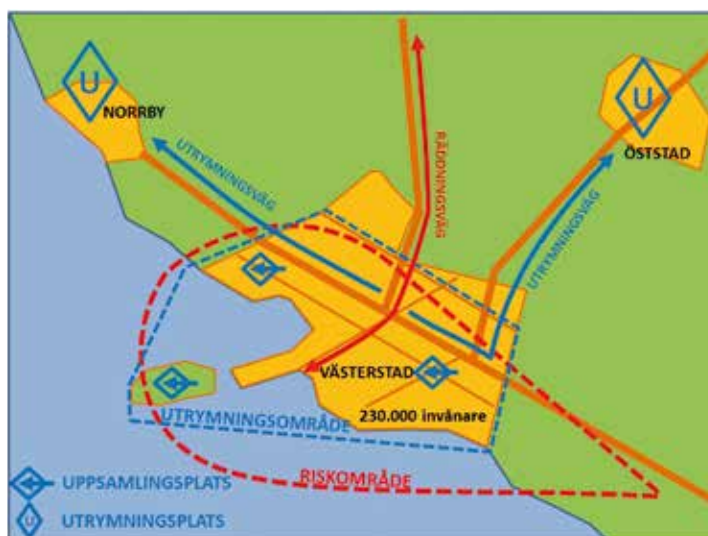 U
NORRBY
U
ÖSTSTAD
UTRYMNINGSVÄG
RÄDDNINGSVÄG
UTRYMNINGSVÄG
VÄSTERSTAD
230.000 invånare
UTRYMNINGSOMRÅDE
RISKOMRÅDE
UPPSAMLINGSPLATS
U UTRYMNINGSPLATS